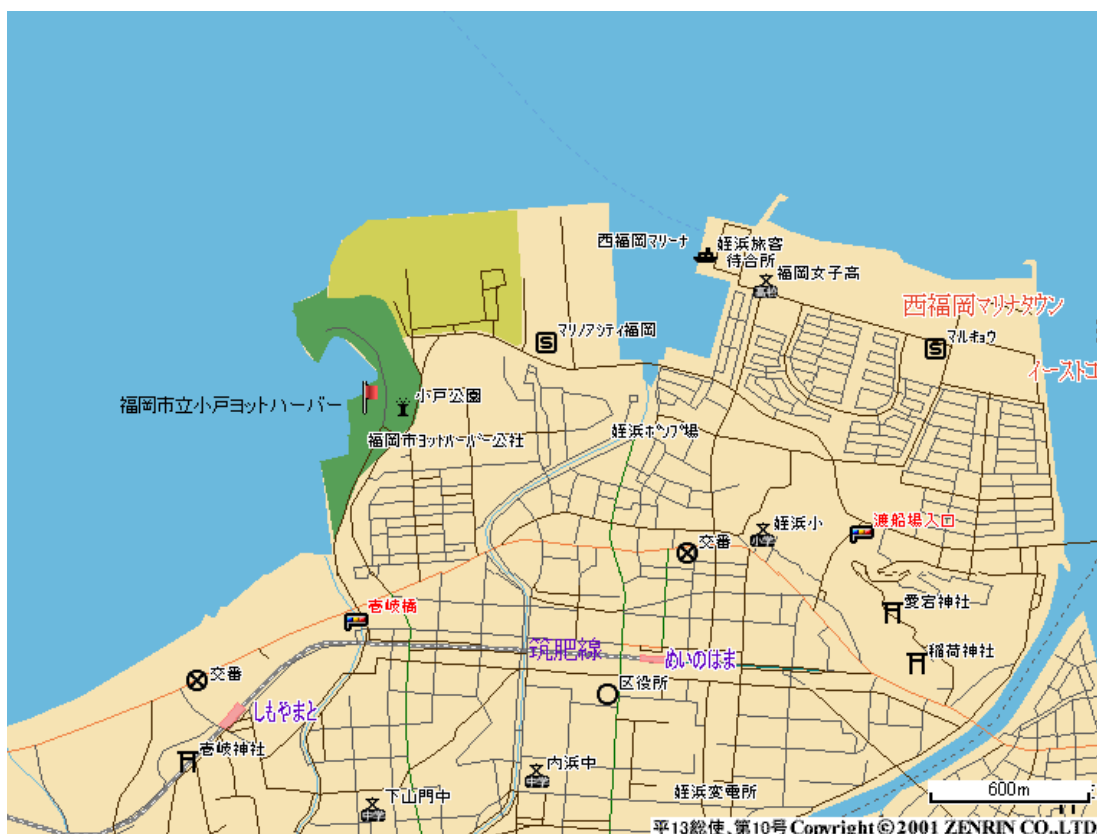 西福岡マリーナ
姪浜旅客
待合所
福岡女子高
高校
西福岡マリナタウン
マリノアシティ福岡
マルキョウ
イーストコ
福岡市立小戸ヨットハーバー
小戸公園
福岡市ヨットハーバー公社
姪浜ポンプ場
渡船場入口
姪浜小
小学
交番
愛宕神社
壱岐橋
筑肥線
めいのはま
稲荷神社
交番
区役所
しもやまと
壱岐神社
内浜中
中学
姪浜変電所
下山門中
中学
600m
平13総使、第10号 Copyright © 2001 ZENRIN CO.,LTD